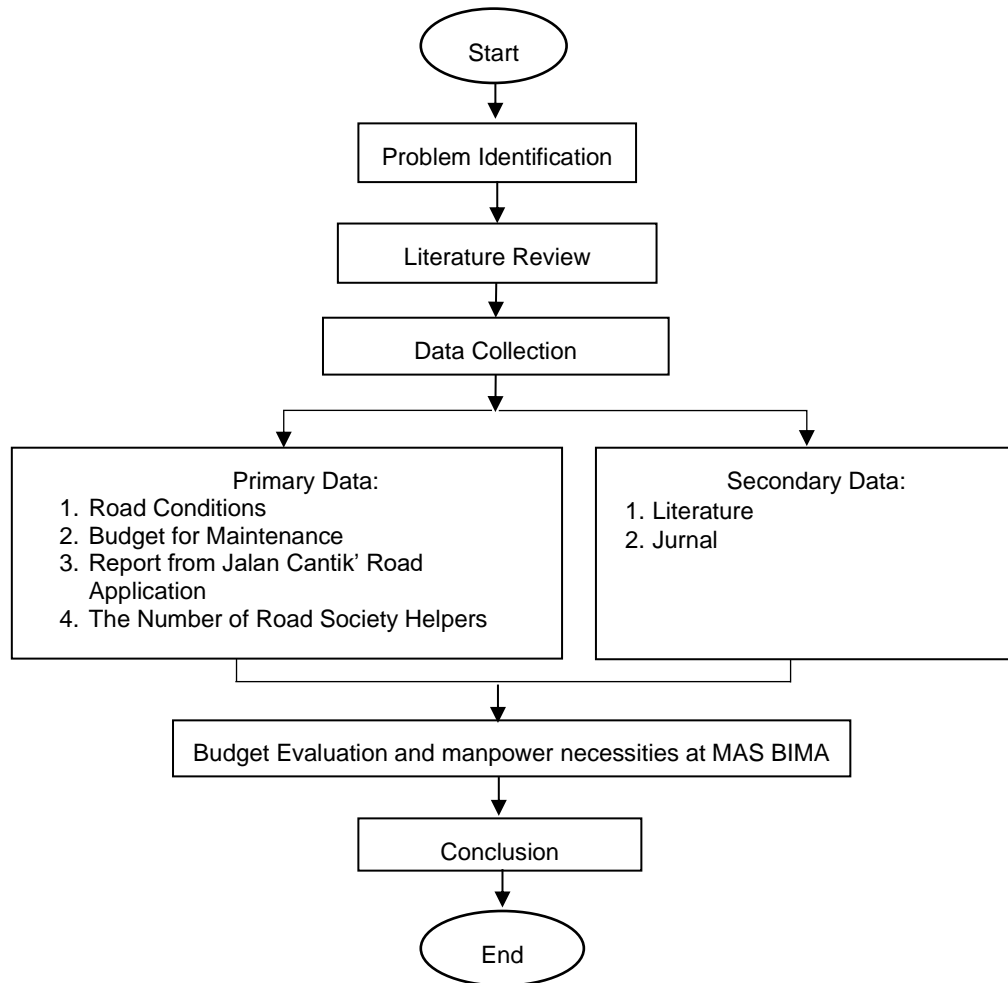 Start
Problem Identification
Literature Review
Data Collection
Primary Data:
1. Road Conditions
2. Budget for Maintenance
3. Report from Jalan Cantik’ Road
Application
4. The Number of Road Society Helpers
Secondary Data:
1. Literature
2. Jurnal
Budget Evaluation and manpower necessities at MAS BIMA
Conclusion
End